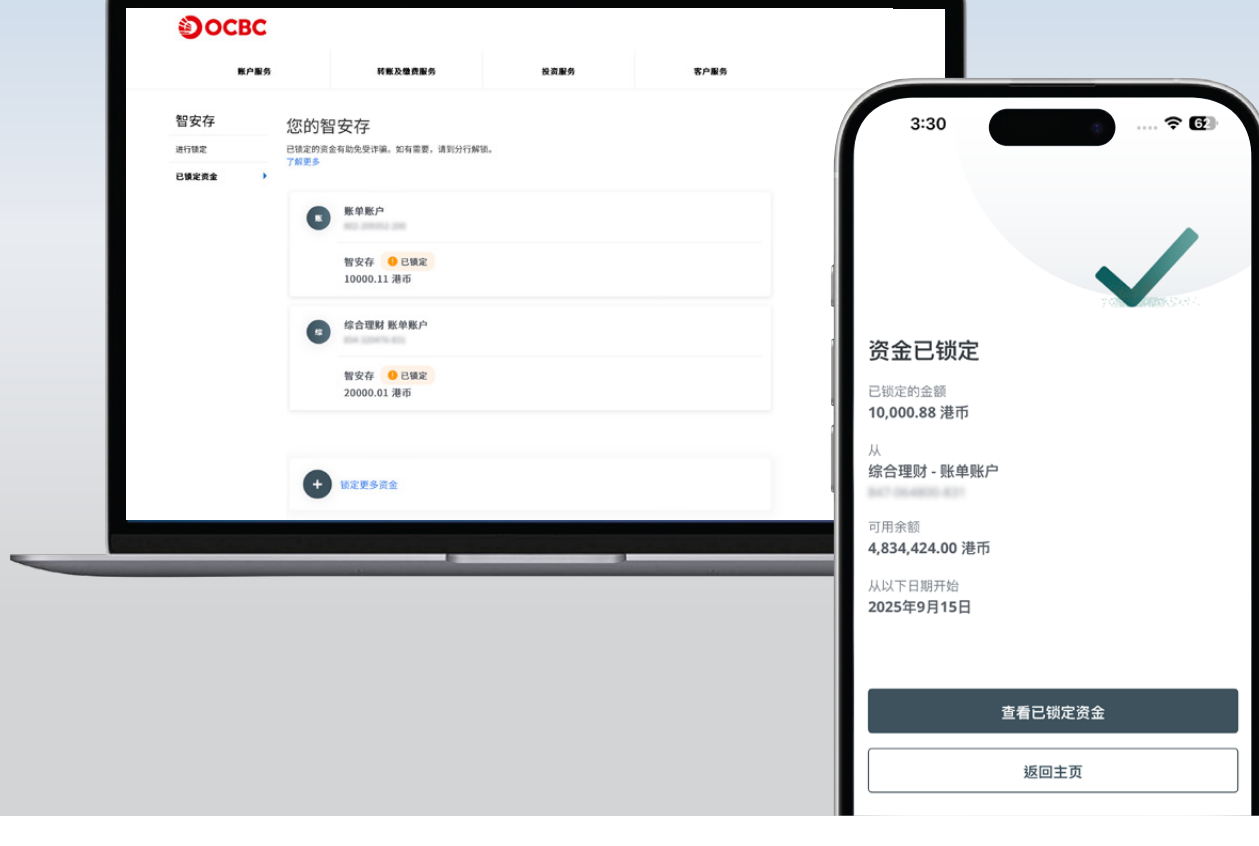 OCBC
账户服务
转账及缴费服务
投资服务
客户服务
智安存
进行锁定
已锁定资金
您的智安存
已锁定的资金有助免受诈骗。如有需要，请到分行解锁。
了解更多
账
账单账户
智安存 已锁定
10000.11 港币
综
综合理财 账单账户
智安存 已锁定
20000.01 港币
锁定更多资金
3:30
62
资金已锁定
已锁定的金额
10,000.88 港币
从
综合理财 - 账单账户
可用余额
4,834,424.00 港币
从以下日期开始
2025年9月15日
查看已锁定资金
返回主页